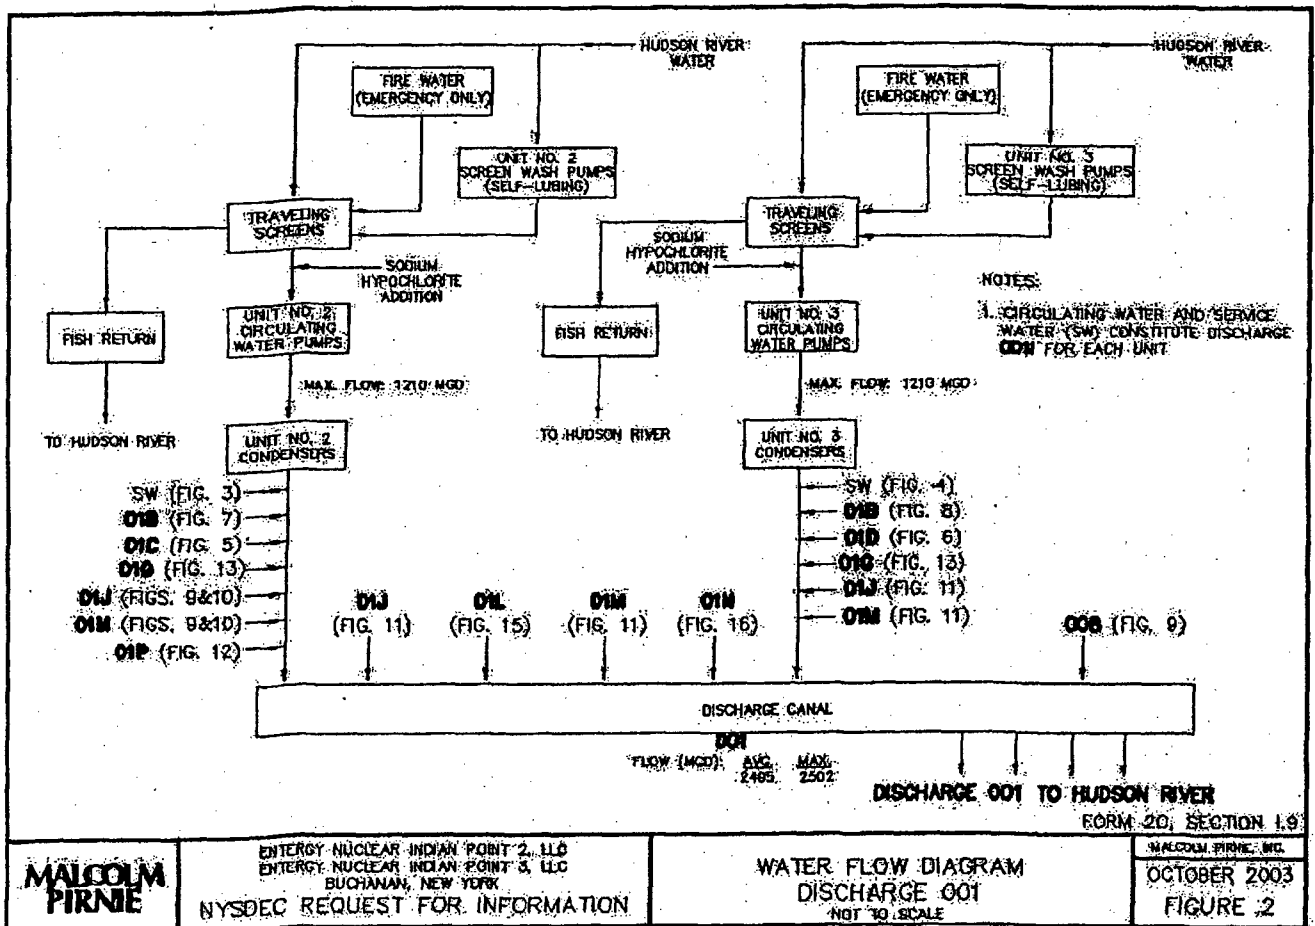 HUDSON RIVER
WATER
FIRE WATER
(EMERGENCY ONLY)
UNIT NO. 2
SCREEN WASH PUMPS
(SELF-LUBING)
TRAVELING
SCREENS
SODIUM
HYPOCHLORITE
ADDITION
FISH RETURN
UNIT NO. 2
CIRCULATING
WATER PUMPS
MAX. FLOW: 1210 MGD
TO HUDSON RIVER
UNIT NO. 2
CONDENSERS
SW (FIG. 3)
01B (FIG. 7)
01C (FIG. 5)
(FIG. 13)
01J (FIGS. 9&10)
01M (FIGS. 9&10)
01P (FIG. 12)
HUDSON RIVER
WATER
FIRE WATER
(EMERGENCY ONLY)
UNIT NO. 3
SCREEN WASH PUMPS
(SELF-LUBING)
TRAVELING
SCREENS
SODIUM
HYPOCHLORITE
ADDITION
FISH RETURN
UNIT NO. 3
CIRCULATING
WATER PUMPS
MAX. FLOW: 1210 MGD
TO HUDSON RIVER
UNIT NO. 3
CONDENSERS
SW (FIG. 4)
(FIG. 8)
01D (FIG. 6)
(FIG. 13)
01J (FIG. 11)
01M (FIG. 11)
NOTES:
1. CIRCULATING WATER AND SERVICE
WATER (SW) CONSTITUTE DISCHARGE
FOR EACH UNIT
01J
(FIG. 11)
01L
(FIG. 15)
01M
(FIG. 11)
01N
(FIG. 16)
(FIG. 9)
DISCHARGE CANAL
001
FLOW (MGD): AVG. MAX.
2502
DISCHARGE 001 TO HUDSON RIVER
FORM 2C, SECTION 1.9
MALCOLM
PIRNIE
ENTERGY NUCLEAR INDIAN POINT 2, LLC
ENTERGY NUCLEAR INDIAN POINT 3, LLC
BUCHANAN, NEW YORK
NYSDEC REQUEST FOR INFORMATION
WATER FLOW DIAGRAM
DISCHARGE 001
NOT TO SCALE
MALCOLM PIRNIE, INC.
OCTOBER 2003
FIGURE 2